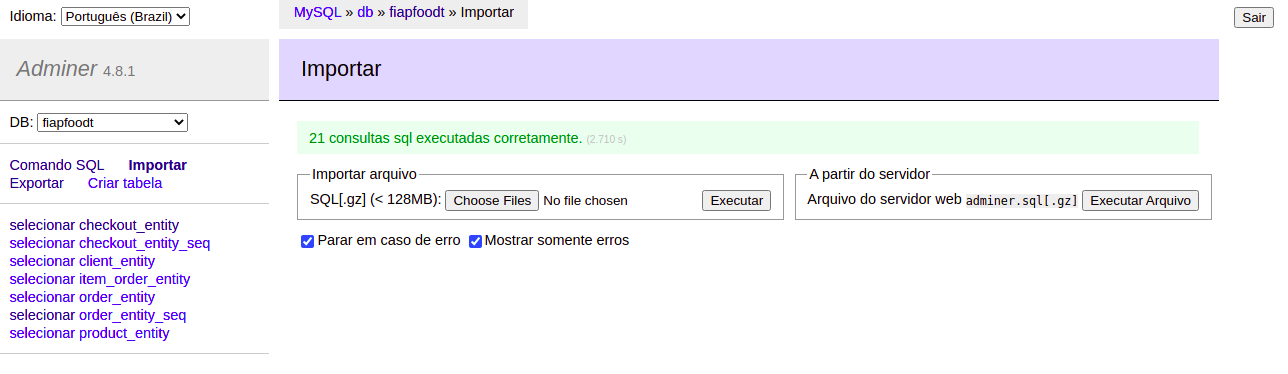 Idioma: Português (Brazil)
MySQL » db » fiapfoodt » Importar
Sair
Adminer 4.8.1
Importar
DB: fiapfoodt
21 consultas sql executadas corretamente. (2.710 s)
Comando SQL Importar
Exportar Criar tabela
Importar arquivo
SQL[.gz] (< 128MB): Choose Files No file chosen Executar
A partir do servidor
Arquivo do servidor web adminer.sql[.gz] Executar Arquivo
Parar em caso de erro Mostrar somente erros
selecionar checkout_entity
selecionar checkout_entity_seq
selecionar client_entity
selecionar item_order_entity
selecionar order_entity
selecionar order_entity_seq
selecionar product_entity